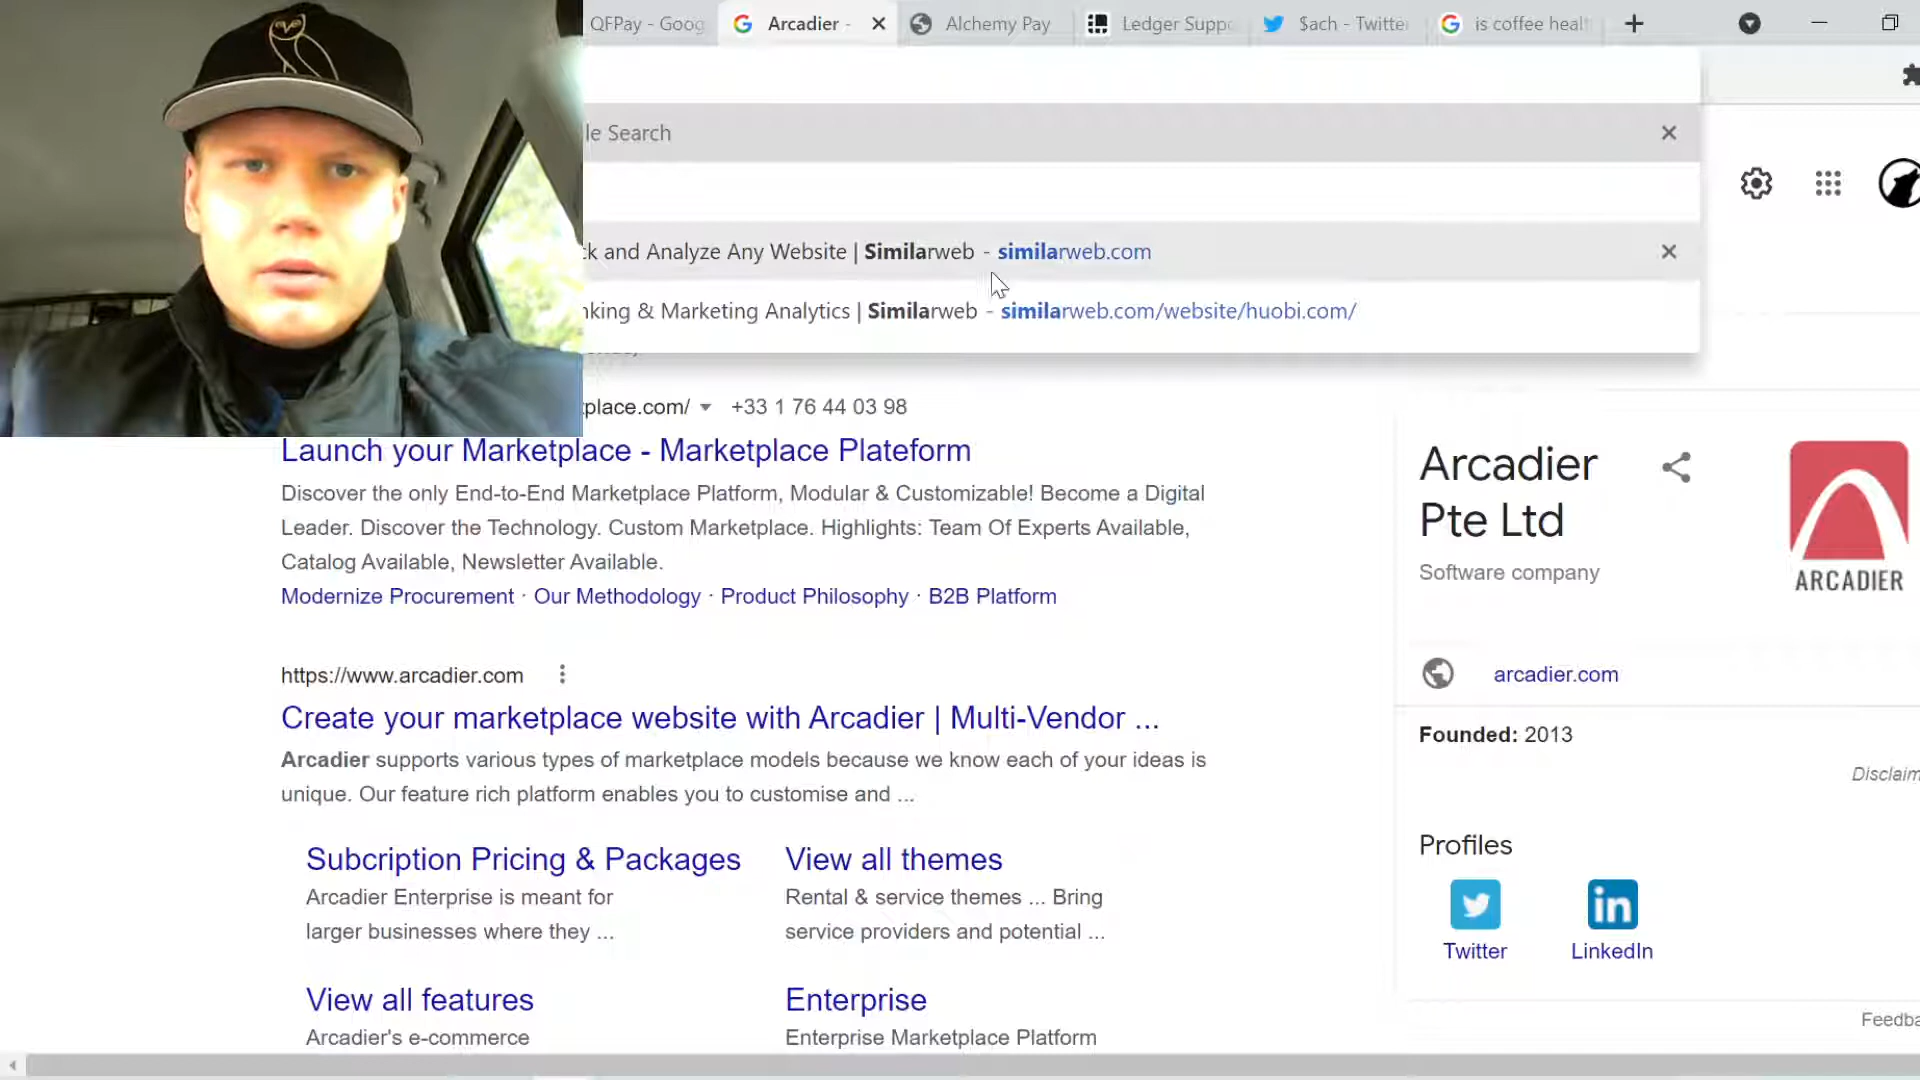 QFPay - Goog
Arcadier -
Alchemy Pay
Ledger Suppo
$ach - Twitter
is coffee healt
le Search
ck and Analyze Any Website | Similarweb - similarweb.com
nking & Marketing Analytics | Similarweb - similarweb.com/website/huobi.com/
place.com/ +33 1 76 44 03 98
Launch your Marketplace - Marketplace Plateform
Discover the only End-to-End Marketplace Platform, Modular & Customizable! Become a Digital
Leader. Discover the Technology. Custom Marketplace. Highlights: Team Of Experts Available,
Catalog Available, Newsletter Available.
Modernize Procurement · Our Methodology · Product Philosophy · B2B Platform
https://www.arcadier.com
Create your marketplace website with Arcadier | Multi-Vendor ...
Arcadier supports various types of marketplace models because we know each of your ideas is
unique. Our feature rich platform enables you to customise and ...
Subcription Pricing & Packages
Arcadier Enterprise is meant for
larger businesses where they ...
View all themes
Rental & service themes ... Bring
service providers and potential ...
View all features
Arcadier's e-commerce
Enterprise
Enterprise Marketplace Platform
Arcadier
Pte Ltd
Software company
ARCADIER
arcadier.com
Founded: 2013
Disclaim
Profiles
Twitter
LinkedIn
Feedba